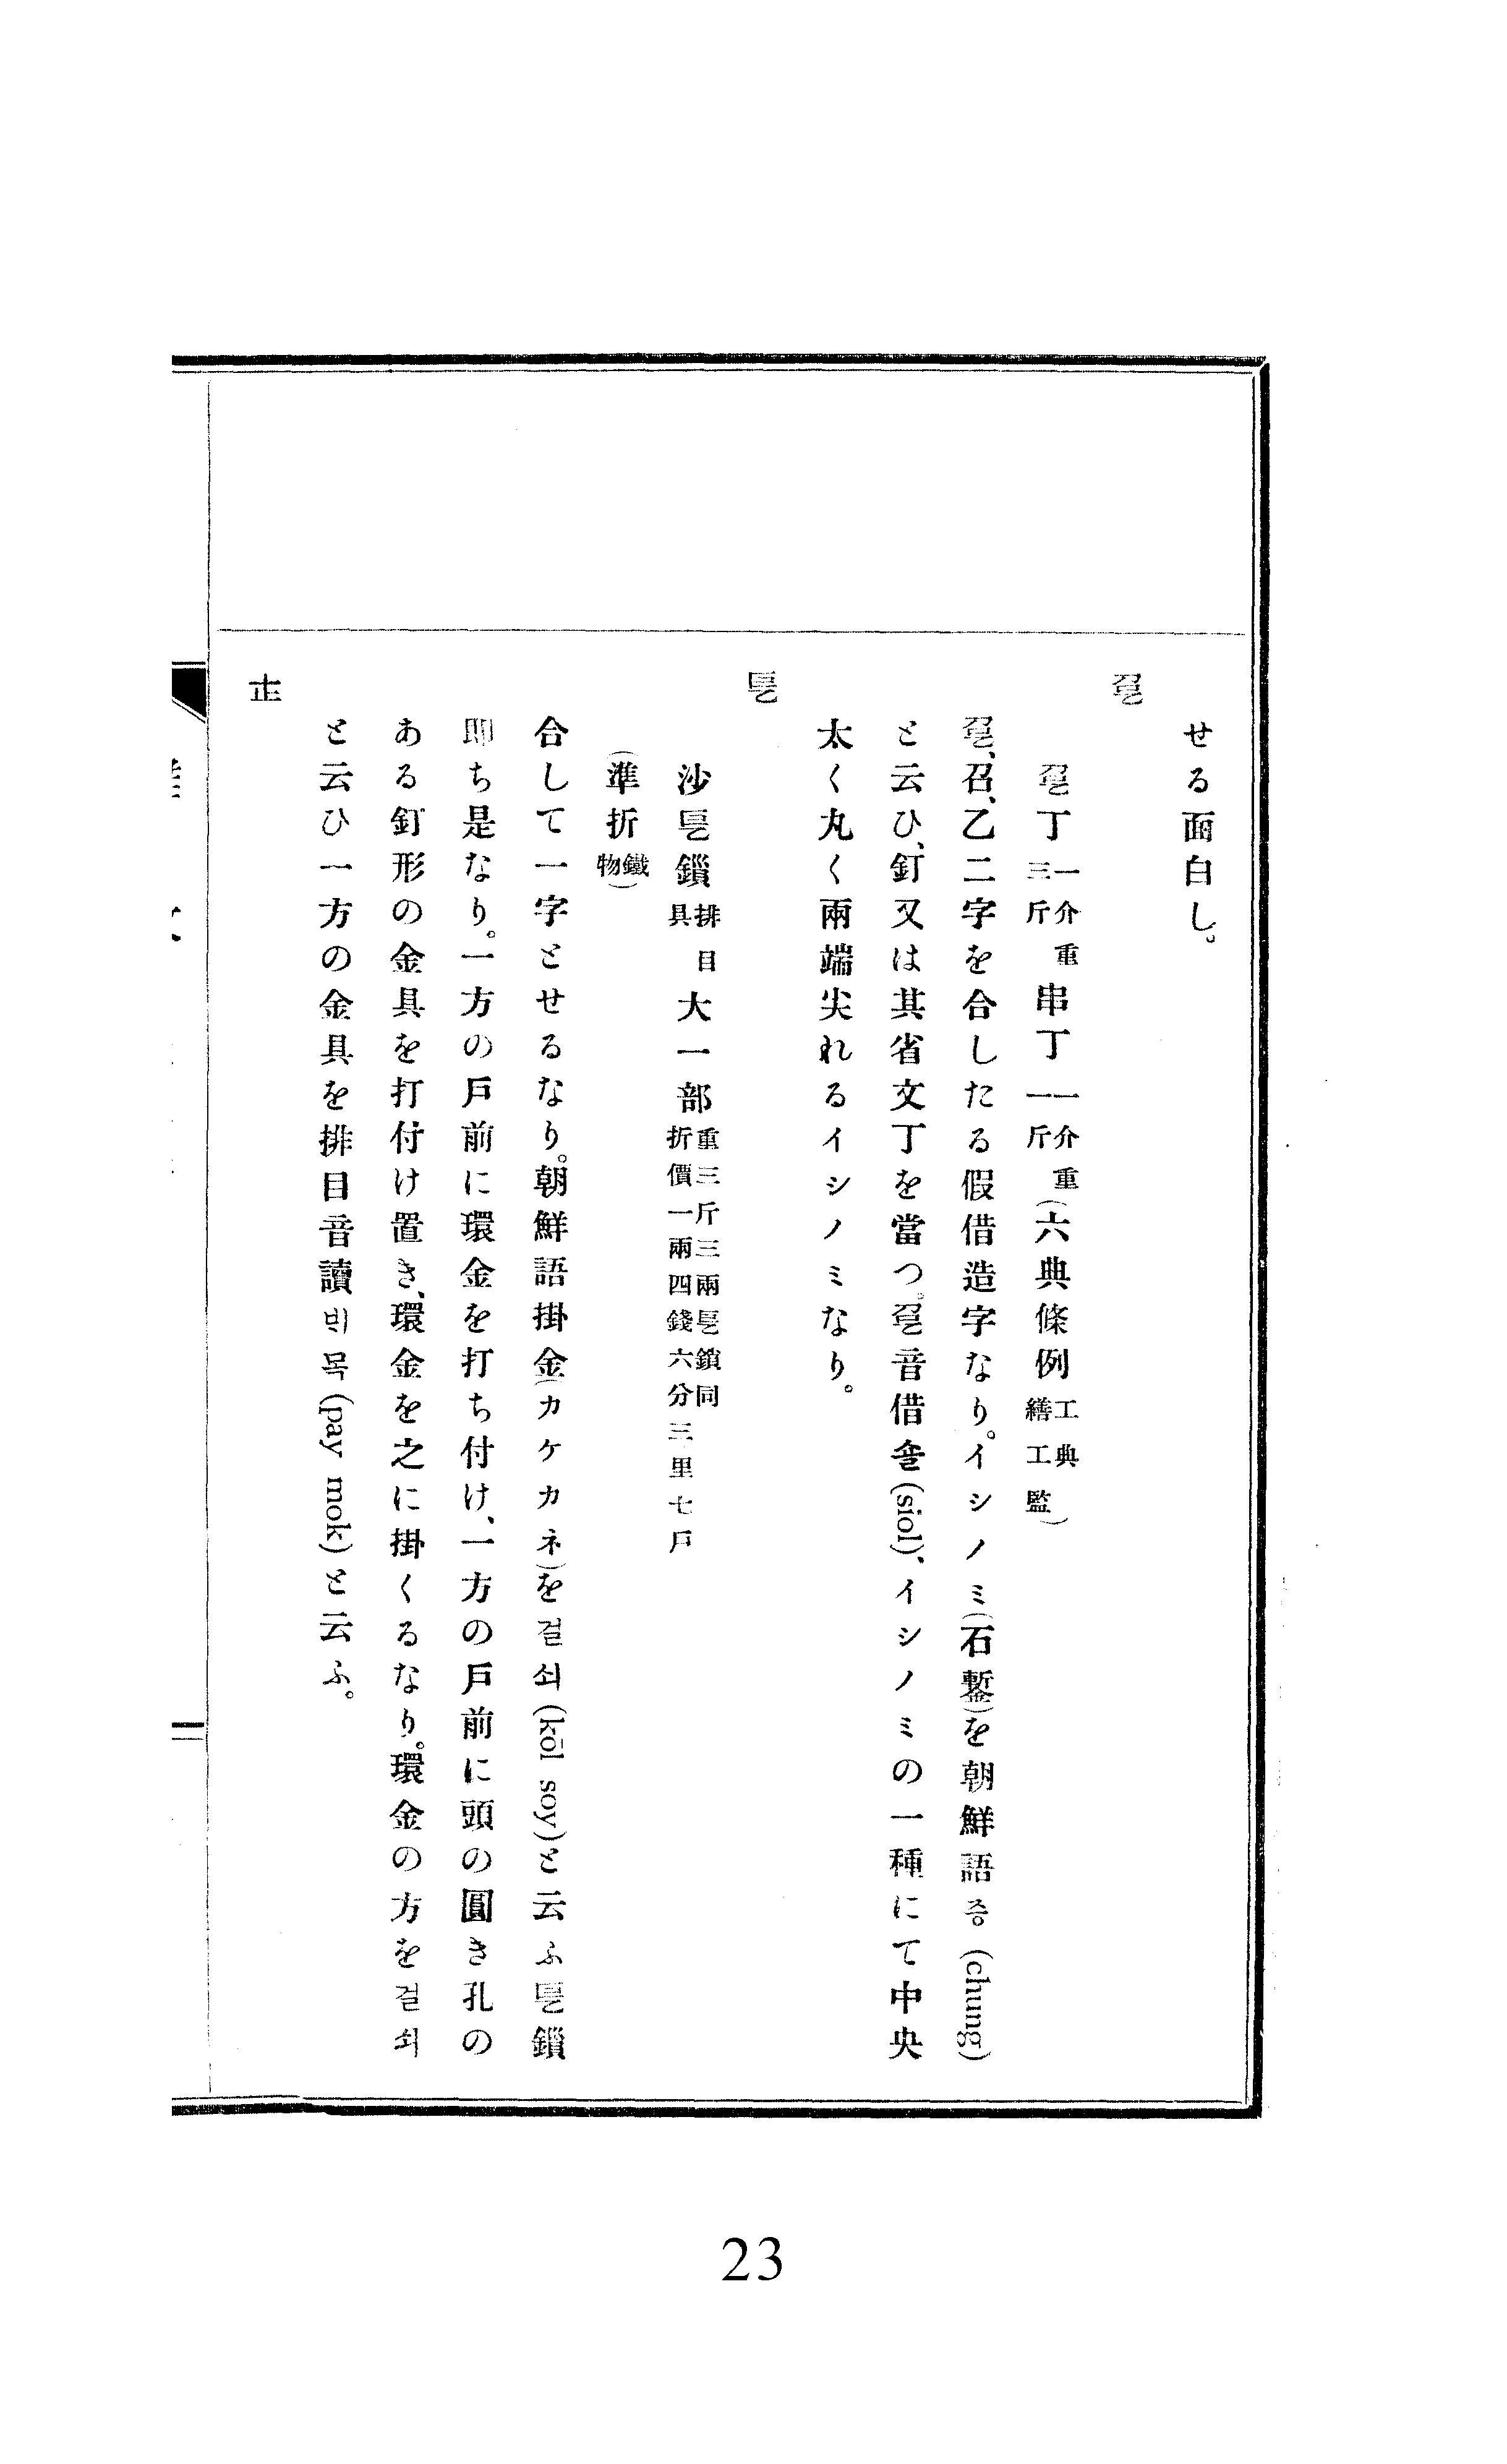 せる面白し。
丁 一介重三斤 串丁 一介重一斤 (六典條例 工典繕工監)
召、乙二字を合したる假借造字なり。イシノミ(石鏨)を朝鮮語증 (chung)
と云ひ、釘又は其省文丁を當つ。音借솔(siol)、イシノミの一種にて中央
太く丸く兩端尖れるイシノミなり。
乬
沙乬鎖 排目具 大一部 重三斤三兩乬鎖同折價一兩四錢六分三里七戶
(準折 鐵物)
合して一字とせるなり。朝鮮語掛金(カケカネ)を걸쇠(kōl soy)と云ふ乬鎖
即ち是なり。一方の戶前に環金を打ち付け、一方の戶前に頭の圓き孔の
ある釘形の金具を打付け置き、環金を之に掛くるなり。環金の方を걸쇠
と云ひ一方の金具を排目音讀비목(pay mok)と云ふ。
23